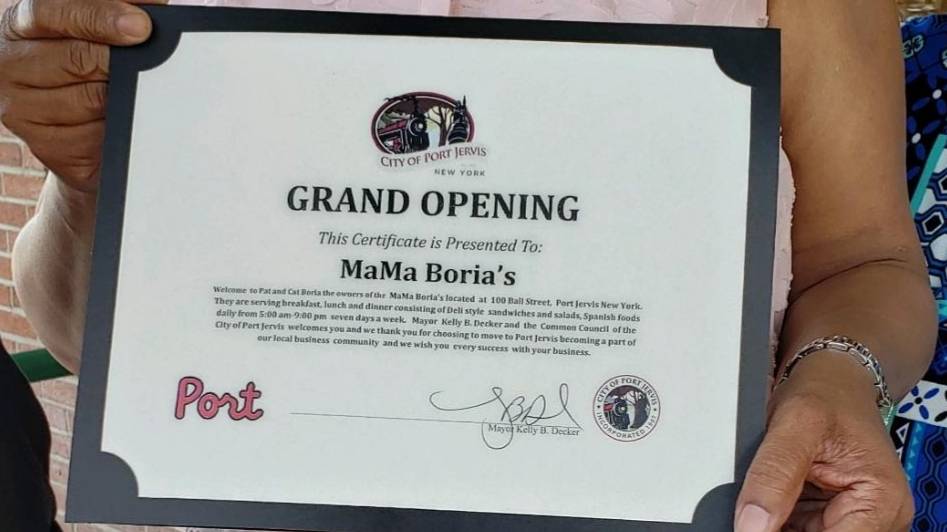 CITY OF PORT JERVIS
NEW YORK
GRAND OPENING
This Certificate is Presented To:
MaMa Boria's
Welcome to Pat and Cat Boria the owners of the MaMa Boria's located at 100 Ball Street, Port Jervis New York.
They are serving breakfast, lunch and dinner consisting of Deli style sandwiches and salads, Spanish foods
daily from 5:00 am-9:00 pm seven days a week. Mayor Kelly B. Decker and the Common Council of the
City of Port Jervis welcomes you and we thank you for choosing to move to Port Jervis becoming a part of
our local business community and we wish you every success with your business.
Port
Mayor Kelly B. Decker
CITY OF PORT JERVIS
INCORPORATED 1907